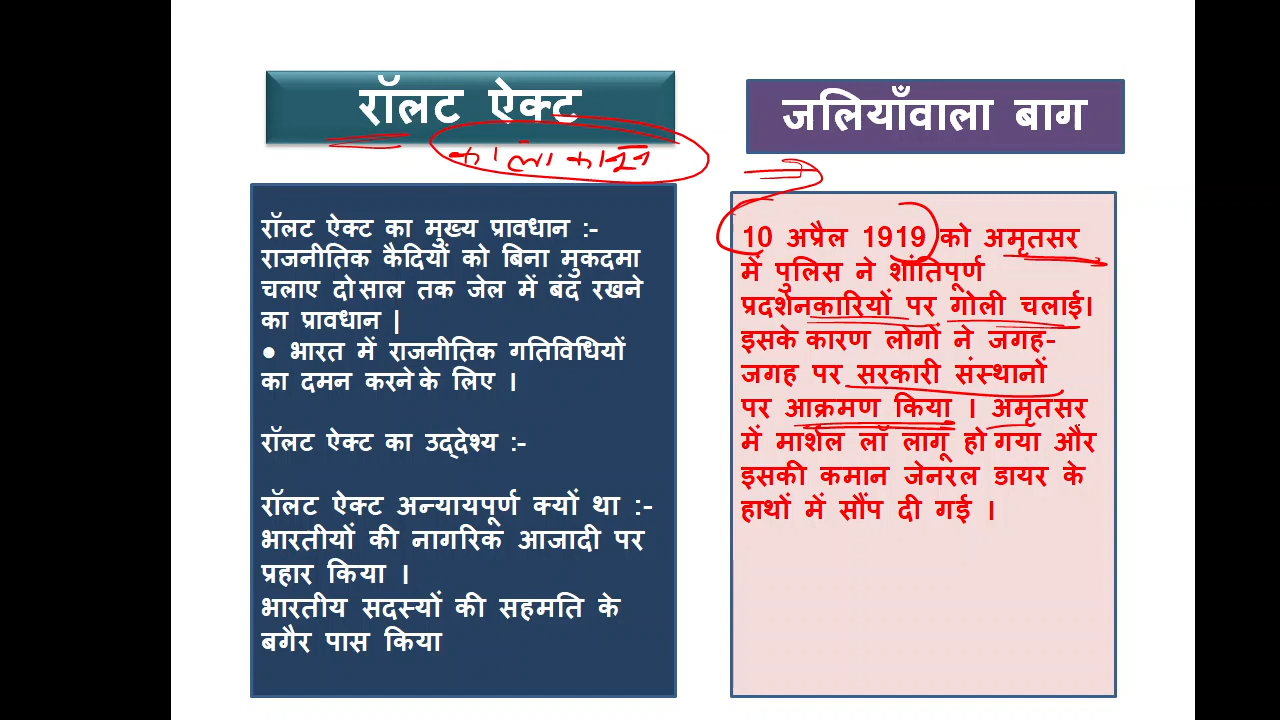 रॉलट ऐक्ट
काला कानून
रॉलट ऐक्ट का मुख्य प्रावधान :-
राजनीतिक कैदियों को बिना मुकदमा
चलाए दो साल तक जेल में बंद रखने
का प्रावधान |
● भारत में राजनीतिक गतिविधियों
का दमन करने के लिए ।
रॉलट ऐक्ट का उद्देश्य :-
रॉलट ऐक्ट अन्यायपूर्ण क्यों था :-
भारतीयों की नागरिक आजादी पर
प्रहार किया ।
भारतीय सदस्यों की सहमति के
बगैर पास किया
जलियाँवाला बाग
10 अप्रैल 1919 को अमृतसर
में पुलिस ने शांतिपूर्ण
प्रदर्शनकारियों पर गोली चलाई।
इसके कारण लोगों ने जगह-
जगह पर सरकारी संस्थानों
पर आक्रमण किया । अमृतसर
में मार्शल लॉ लागू हो गया और
इसकी कमान जेनरल डायर के
हाथों में सौंप दी गई ।